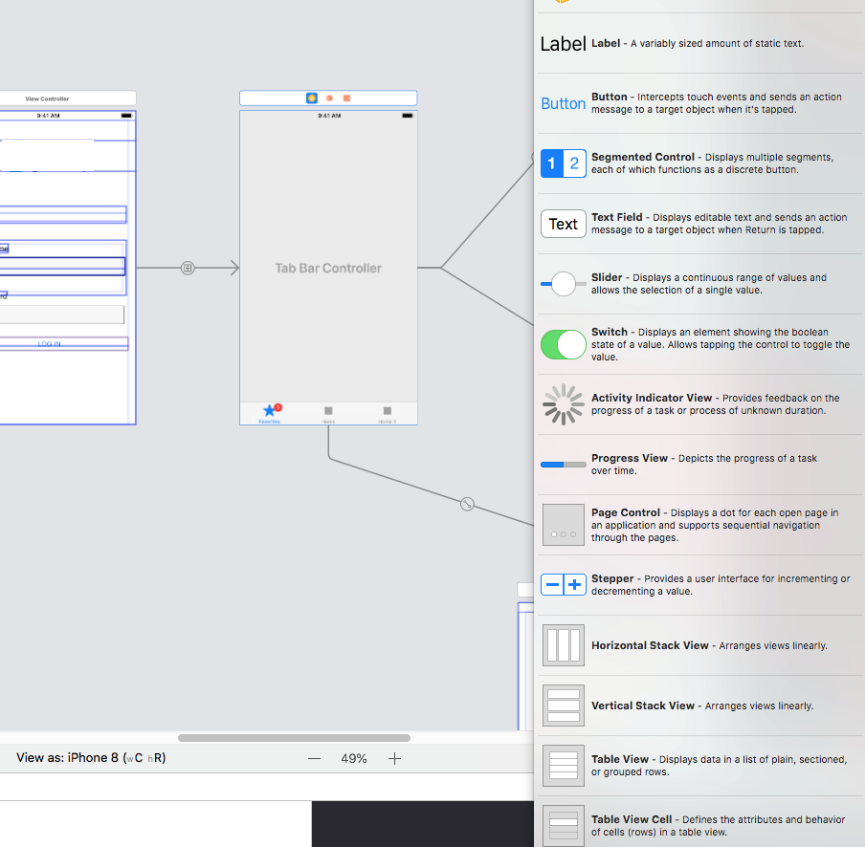 Label Label - A variably sized amount of static text.
Button Button - Intercepts touch events and sends an action
message to a target object when it's tapped.
View Controller
9:41 AM
9:41 AM
1 2 Segmented Control - Displays multiple segments,
each of which functions as a discrete button.
Text Text Field - Displays editable text and sends an action
message to a target object when Return is tapped.
Tab Bar Controller
Slider - Displays a continuous range of values and
allows the selection of a single value.
LOG IN
Switch - Displays an element showing the boolean
state of a value. Allows tapping the control to toggle the
value.
Activity Indicator View - Provides feedback on the
progress of a task or process of unknown duration.
1
Favorites
Progress View - Depicts the progress of a task
over time.
Page Control - Displays a dot for each open page in
an application and supports sequential navigation
through the pages.
Stepper - Provides a user interface for incrementing or
decrementing a value.
Horizontal Stack View - Arranges views linearly.
Vertical Stack View - Arranges views linearly.
View as: iPhone 8 (wC hR)
— 49% +
Table View - Displays data in a list of plain, sectioned,
or grouped rows.
Table View Cell - Defines the attributes and behavior
of cells (rows) in a table view.